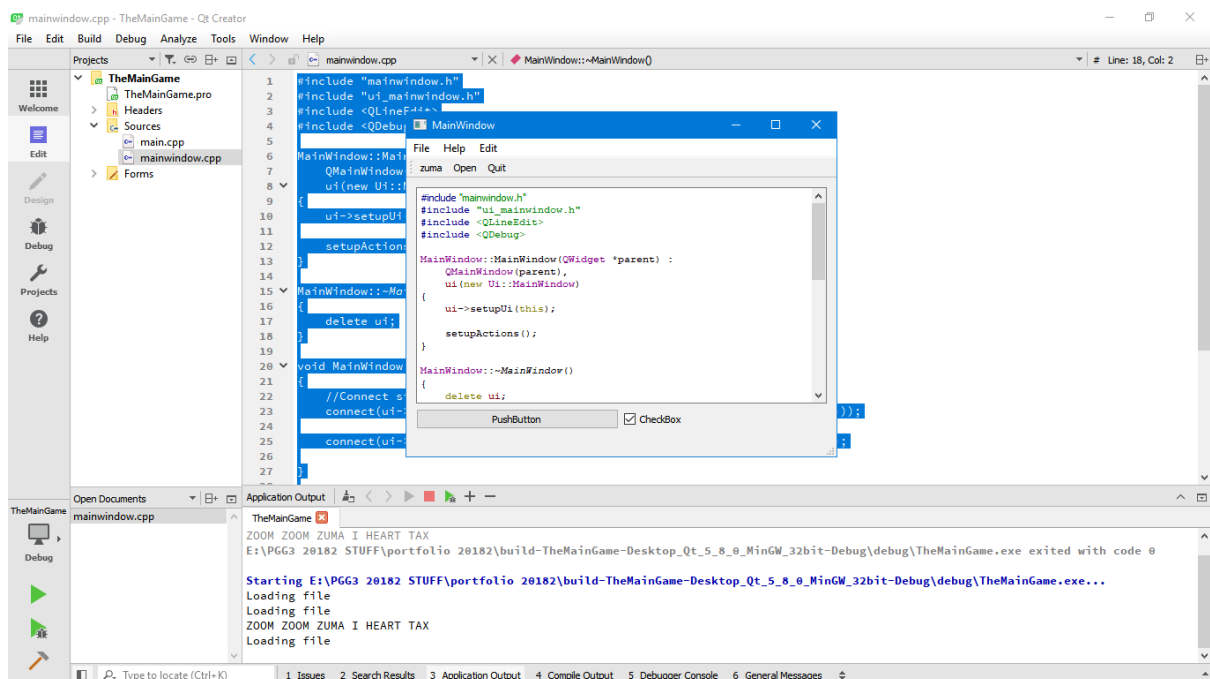 mainwindow.cpp - TheMainGame - Qt Creator
File Edit Build Debug Analyze Tools Window Help
Projects
mainwindow.cpp
MainWindow::~MainWindow()
# Line: 18, Col: 2
Welcome
Edit
Design
Debug
Projects
Help
TheMainGame
TheMainGame.pro
Headers
Sources
main.cpp
mainwindow.cpp
Forms
1 #include "mainwindow.h"
2 #include "ui_mainwindow.h"
3 #include <QLineEdit>
4 #include <QDebu
5
6 MainWindow::Mai
7 QMainWindow
8 ui(new Ui::
9 {
10 ui->setupUi
11
12 setupAction
13 }
14
15 MainWindow::~Ma
16 {
17 delete ui;
18 }
19
20 void MainWindow
21 {
22 //Connect s
23 connect(ui- ));
24
25 connect(ui- ;
26
27 }
MainWindow
File Help Edit
zuma Open Quit
#include "mainwindow.h"
#include "ui_mainwindow.h"
#include <QLineEdit>
#include <QDebug>
MainWindow::MainWindow(QWidget *parent) :
QMainWindow(parent),
ui(new Ui::MainWindow)
{
ui->setupUi(this);
setupActions();
}
MainWindow::~MainWindow()
{
delete ui;
PushButton
CheckBox
Open Documents
mainwindow.cpp
TheMainGame
Debug
Application Output
TheMainGame
ZOOM ZOOM ZUMA I HEART TAX
E:\PGG3 20182 STUFF\portfolio 20182\build-TheMainGame-Desktop_Qt_5_8_0_MinGW_32bit-Debug\debug\TheMainGame.exe exited with code 0
Starting E:\PGG3 20182 STUFF\portfolio 20182\build-TheMainGame-Desktop_Qt_5_8_0_MinGW_32bit-Debug\debug\TheMainGame.exe...
Loading file
Loading file
ZOOM ZOOM ZUMA I HEART TAX
Loading file
Type to locate (Ctrl+K)
1 Issues 2 Search Results 3 Application Output 4 Compile Output 5 Debugger Console 6 General Messages